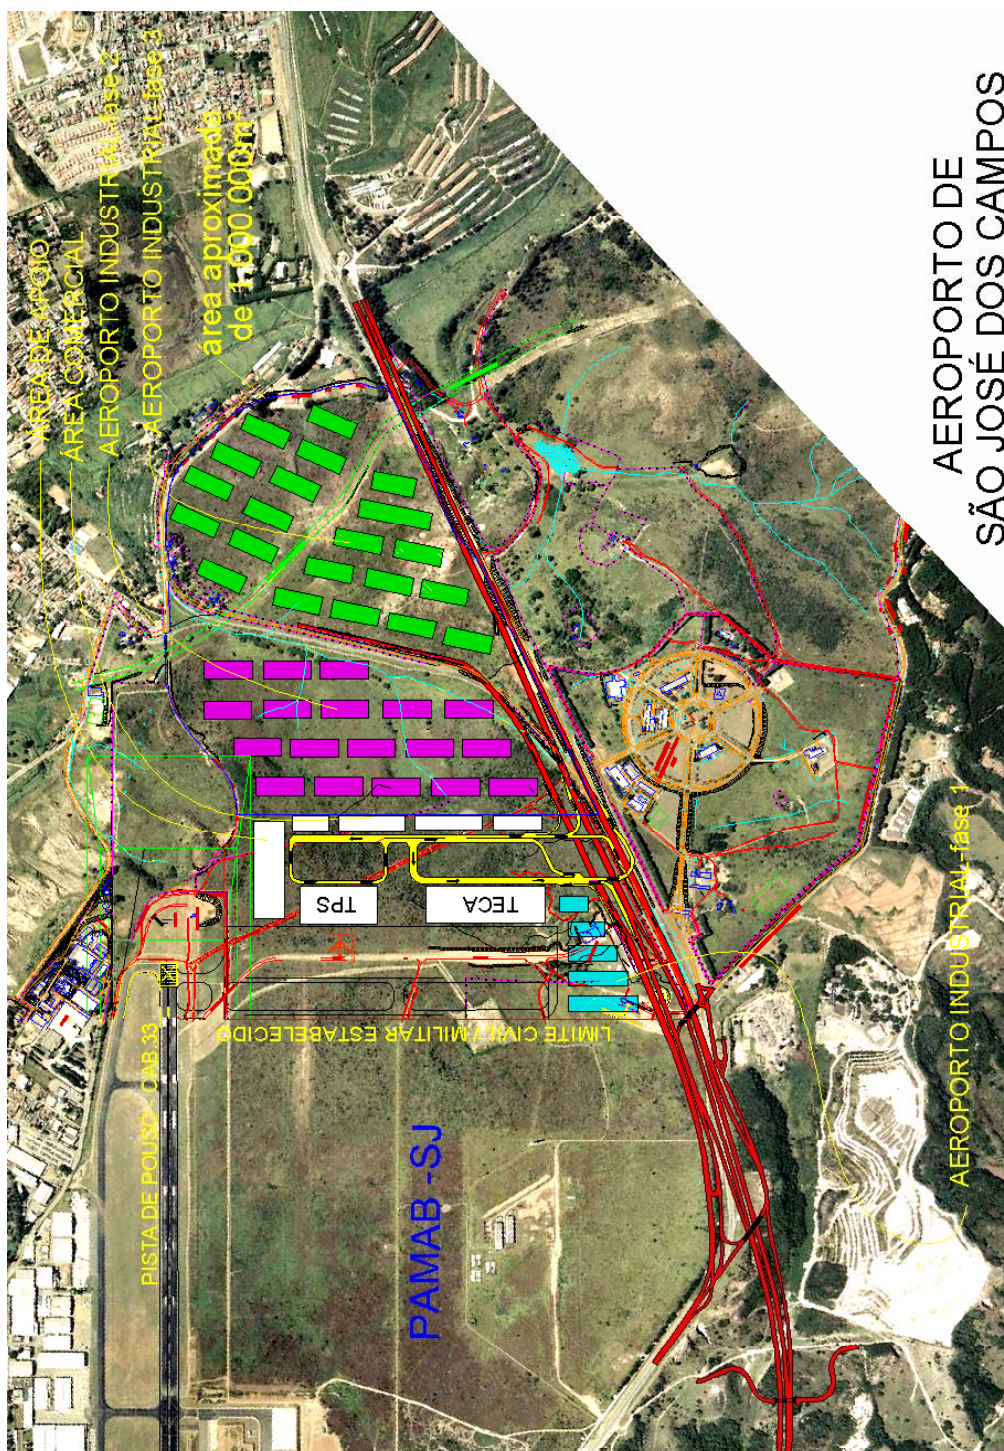 AEROPORTO DE
SÃO JOSÉ DOS CAMPOS
ÁREA DE APOIO
ÁREA COMERCIAL
AEROPORTO INDUSTRIAL-fase 2
AEROPORTO INDUSTRIAL-fase 3
área aproximada
de 1.000.000m²
TPS
TECA
LIMITE CIVIL / MILITAR ESTABELECIDO
PISTA DE POUSO - CAB 33
PAMAB -SJ
AEROPORTO INDUSTRIAL-fase 1